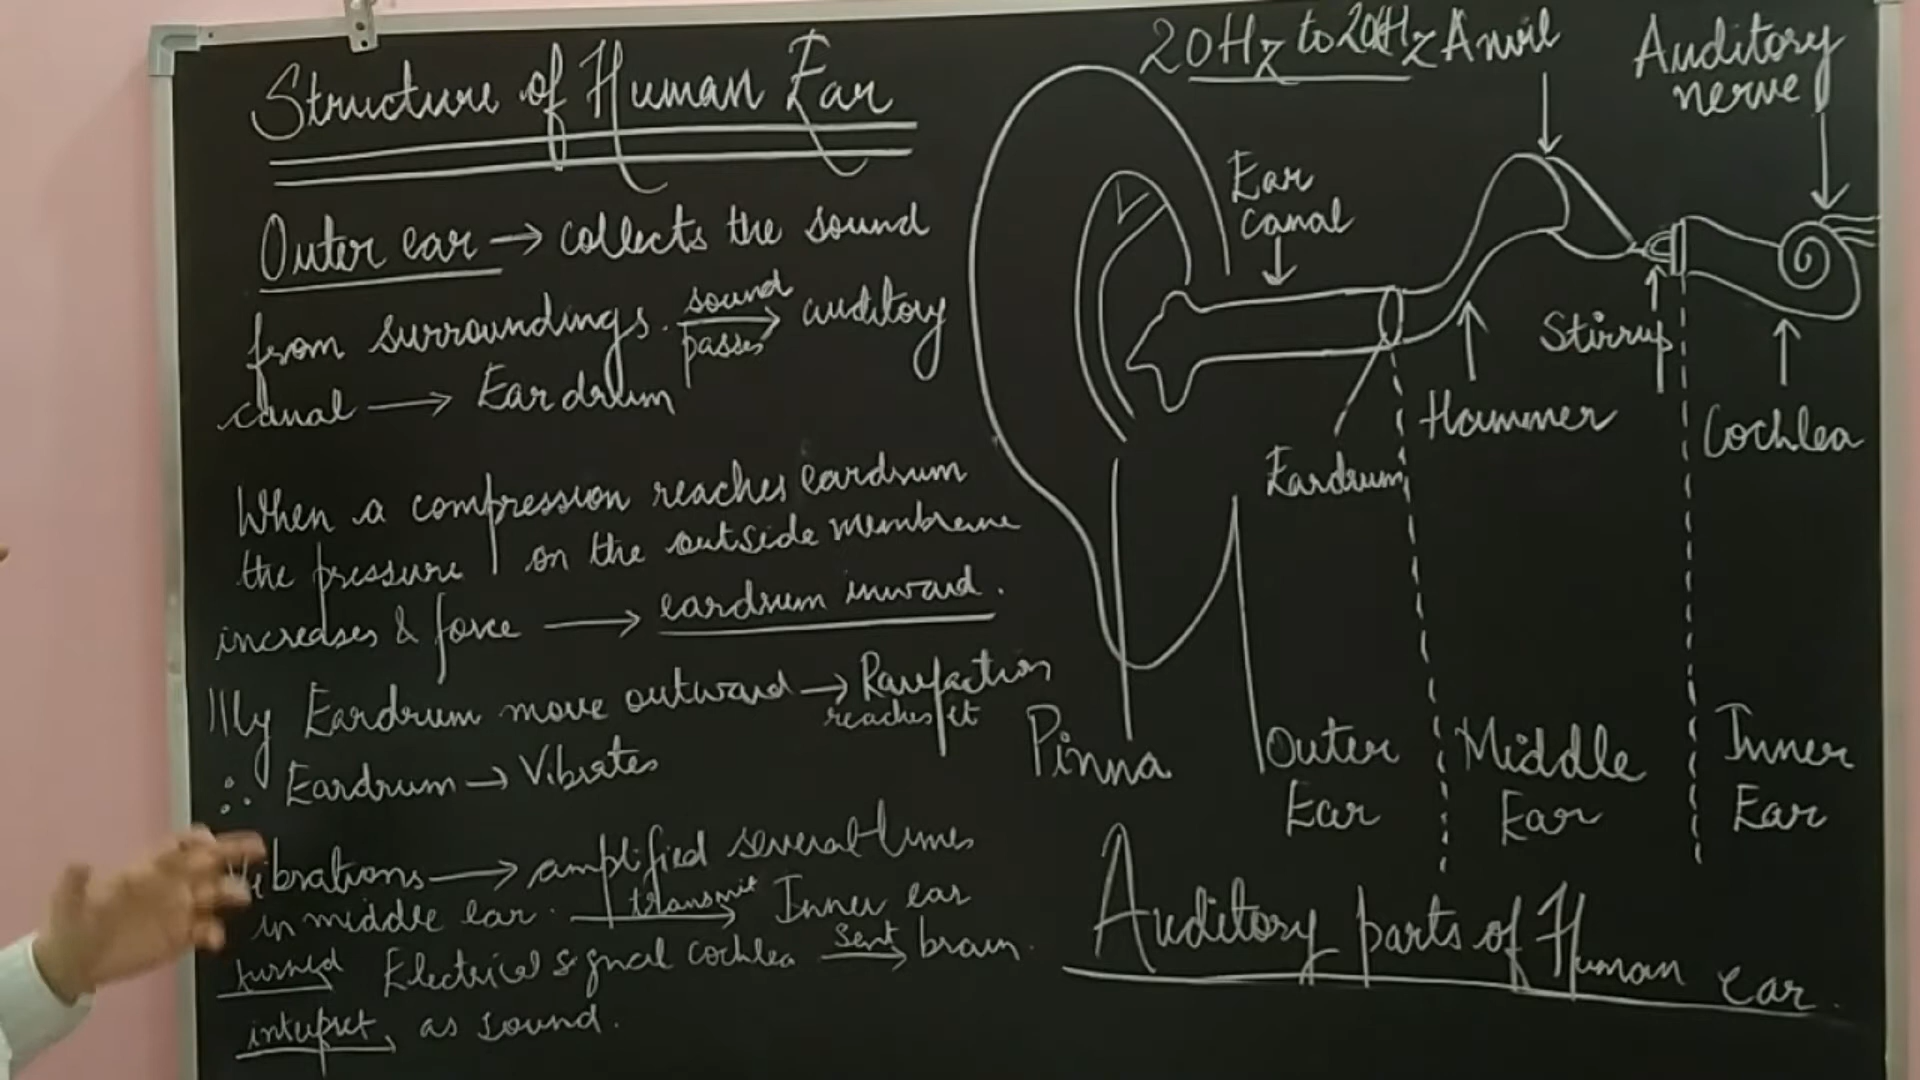 Structure of Human Ear
Outer ear → collects the sound
from surroundings. sound passes → auditory
canal → Eardrum
When a compression reaches eardrum
the pressure on the outside membrane
increases & force → eardrum inward.
|||ly Eardrum move outward → Rarefaction
reaches it
∴ Eardrum → Vibrates
Vibrations → amplified several times
in middle ear. transmit → Inner ear
turned Electrical signal cochlea sent → brain.
interpret, as sound.
20Hz to 20kHz
Anvil
Auditory
nerve
Ear
canal
Stirrup
Hammer
Cochlea
Eardrum
Pinna
Outer
Ear
Middle
Ear
Inner
Ear
Auditory parts of Human ear.